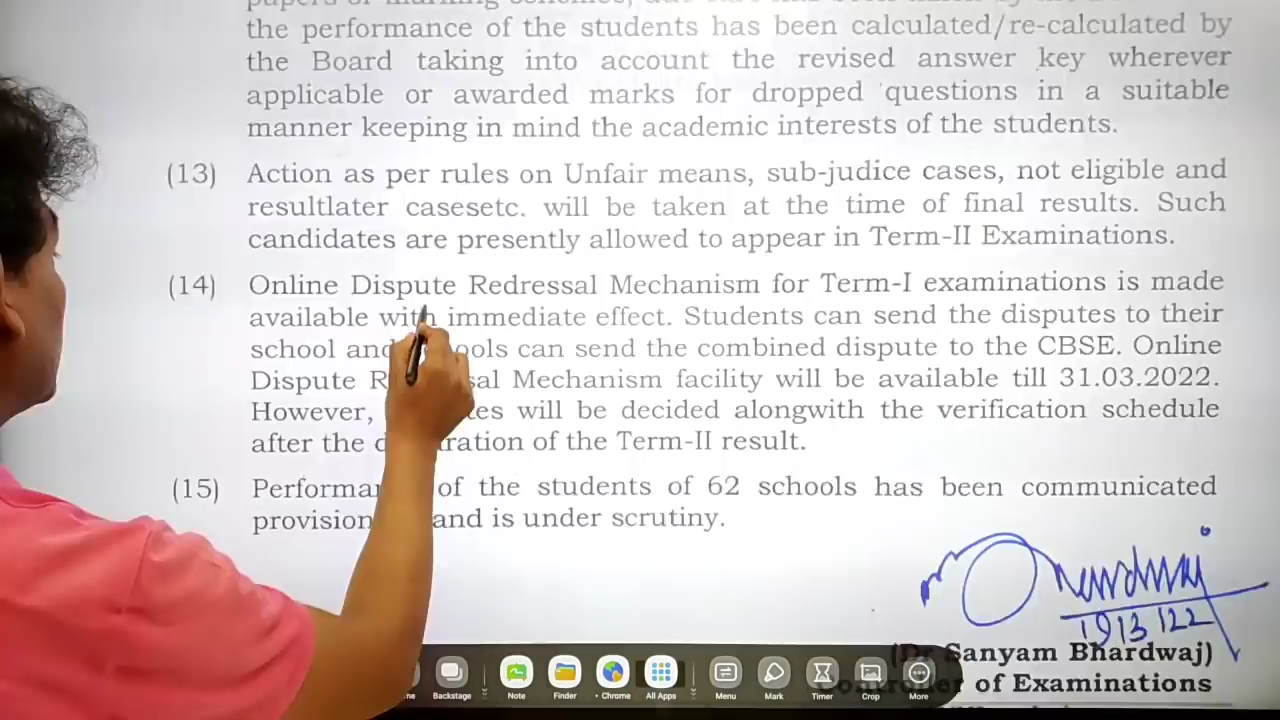 the performance of the students has been calculated/re-calculated by
the Board taking into account the revised answer key wherever
applicable or awarded marks for dropped questions in a suitable
manner keeping in mind the academic interests of the students.
(13) Action as per rules on Unfair means, sub-judice cases, not eligible and
resultlater casesetc. will be taken at the time of final results. Such
candidates are presently allowed to appear in Term-II Examinations.
(14) Online Dispute Redressal Mechanism for Term-I examinations is made
available with immediate effect. Students can send the disputes to their
school and can send the combined dispute to the CBSE. Online
Dispute Mechanism facility will be available till 31.03.2022.
However, will be decided alongwith the verification schedule
after the of the Term-II result.
(15) of the students of 62 schools has been communicated
and is under scrutiny.
19/3/22
(Dr Sanyam Bhardwaj)
of Examinations
Backstage Note Finder Chrome All Apps Menu Mark Timer Crop More